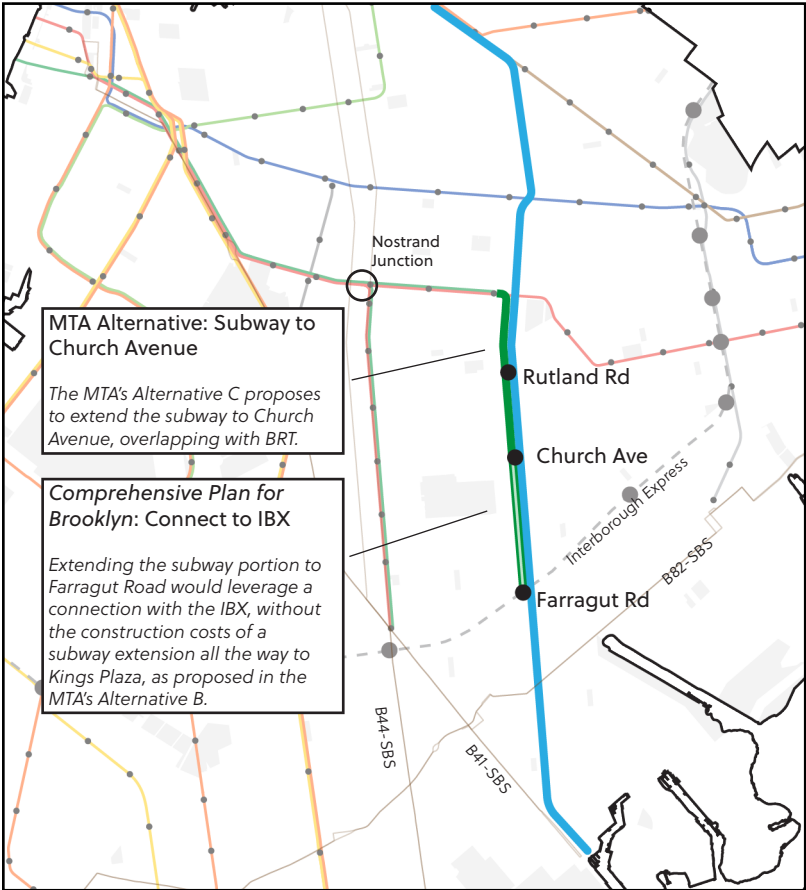 Nostrand
Junction
MTA Alternative: Subway to
Church Avenue
The MTA's Alternative C proposes
to extend the subway to Church
Avenue, overlapping with BRT.
Rutland Rd
Church Ave
Comprehensive Plan for
Brooklyn: Connect to IBX
Extending the subway portion to
Farragut Road would leverage a
connection with the IBX, without
the construction costs of a
subway extension all the way to
Kings Plaza, as proposed in the
MTA's Alternative B.
Interborough Express
B82-SBS
Farragut Rd
B44-SBS
B41-SBS